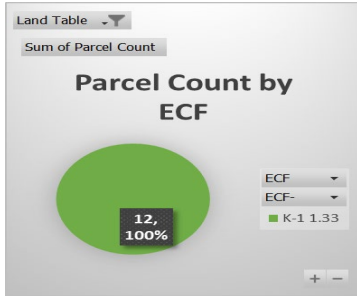 Land Table
Sum of Parcel Count
Parcel Count by
ECF
12,
100%
ECF
ECF-
K-1 1.33
+ -